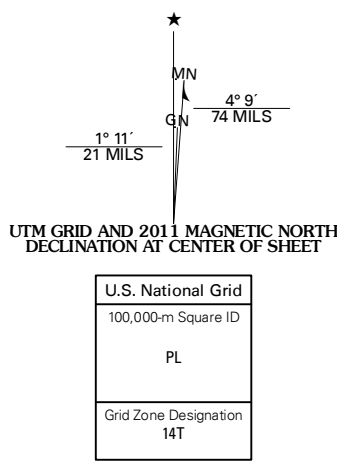 ★
MN
GN
4° 9´
74 MILS
1° 11´
21 MILS
UTM GRID AND 2011 MAGNETIC NORTH
DECLINATION AT CENTER OF SHEET
U.S. National Grid
100,000-m Square ID
PL
Grid Zone Designation
14T